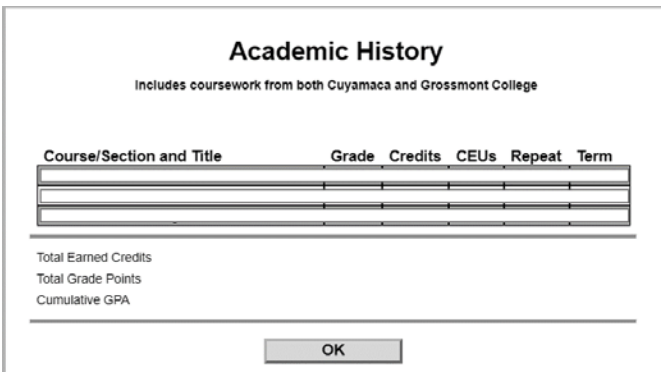 Academic History
Includes coursework from both Cuyamaca and Grossmont College
Course/Section and Title Grade Credits CEUs Repeat Term
Total Earned Credits
Total Grade Points
Cumulative GPA
OK